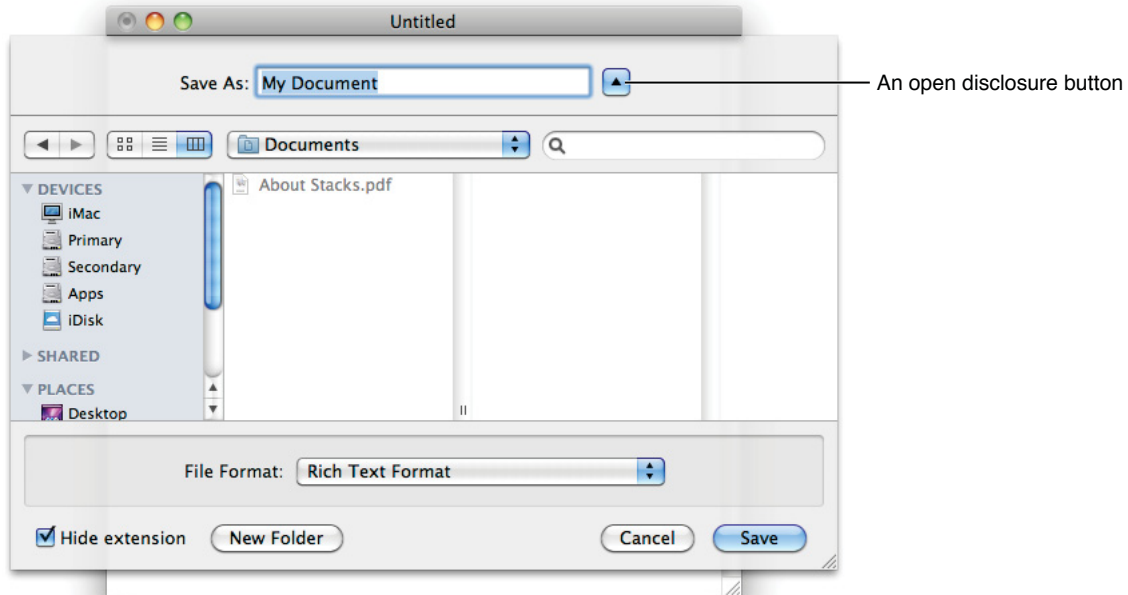 Untitled
Save As: My Document
An open disclosure button
Documents
DEVICES
About Stacks.pdf
iMac
Primary
Secondary
Apps
iDisk
SHARED
PLACES
Desktop
File Format: Rich Text Format
Hide extension New Folder Cancel Save